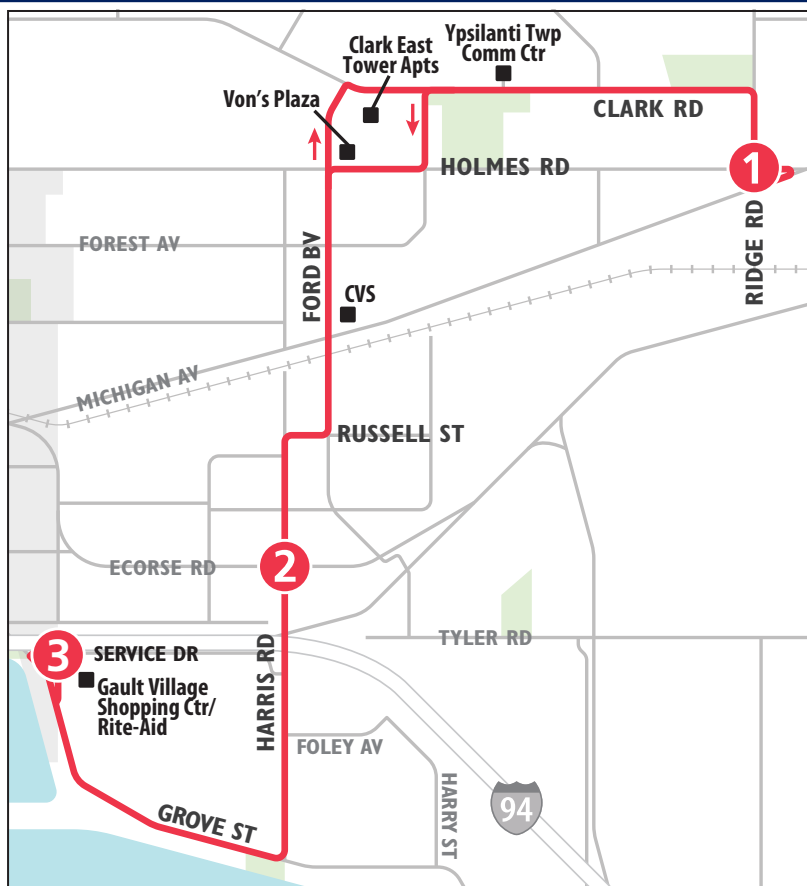 Ypsilanti Twp
Comm Ctr
Clark East
Tower Apts
Von's Plaza
CLARK RD
HOLMES RD
1
FOREST AV
FORD BV
RIDGE RD
CVS
MICHIGAN AV
RUSSELL ST
2
ECORSE RD
TYLER RD
3
SERVICE DR
HARRIS RD
Gault Village
Shopping Ctr/
Rite-Aid
FOLEY AV
HARRY ST
94
GROVE ST